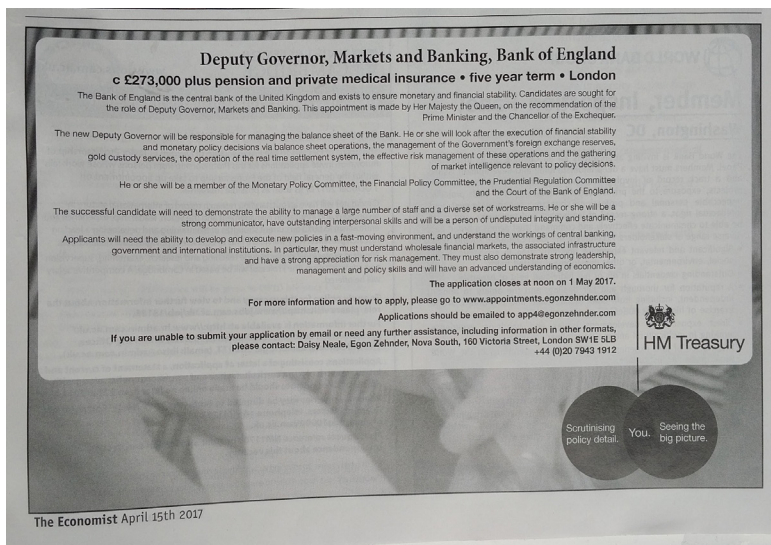 Deputy Governor, Markets and Banking, Bank of England
c £273,000 plus pension and private medical insurance • five year term • London
The Bank of England is the central bank of the United Kingdom and exists to ensure monetary and financial stability. Candidates are sought for
the role of Deputy Governor, Markets and Banking. This appointment is made by Her Majesty the Queen, on the recommendation of the
Prime Minister and the Chancellor of the Exchequer.
The new Deputy Governor will be responsible for managing the balance sheet of the Bank. He or she will look after the execution of financial stability
and monetary policy decisions via balance sheet operations, the management of the Government's foreign exchange reserves,
gold custody services, the operation of the real time settlement system, the effective risk management of these operations and the gathering
of market intelligence relevant to policy decisions.
He or she will be a member of the Monetary Policy Committee, the Financial Policy Committee, the Prudential Regulation Committee
and the Court of the Bank of England.
The successful candidate will need to demonstrate the ability to manage a large number of staff and a diverse set of workstreams. He or she will be a
strong communicator, have outstanding interpersonal skills and will be a person of undisputed integrity and standing.
Applicants will need the ability to develop and execute new policies in a fast-moving environment, and understand the workings of central banking,
government and international institutions. In particular, they must understand wholesale financial markets, the associated infrastructure
and have a strong appreciation for risk management. They must also demonstrate strong leadership,
management and policy skills and will have an advanced understanding of economics.
The application closes at noon on 1 May 2017.
For more information and how to apply, please go to www.appointments.egonzehnder.com
Applications should be emailed to app4@egonzehnder.com
If you are unable to submit your application by email or need any further assistance, including information in other formats,
please contact: Daisy Neale, Egon Zehnder, Nova South, 160 Victoria Street, London SW1E 5LB
+44 (0)20 7943 1912
HM Treasury
Scrutinising
policy detail.
You.
Seeing the
big picture.
The Economist April 15th 2017